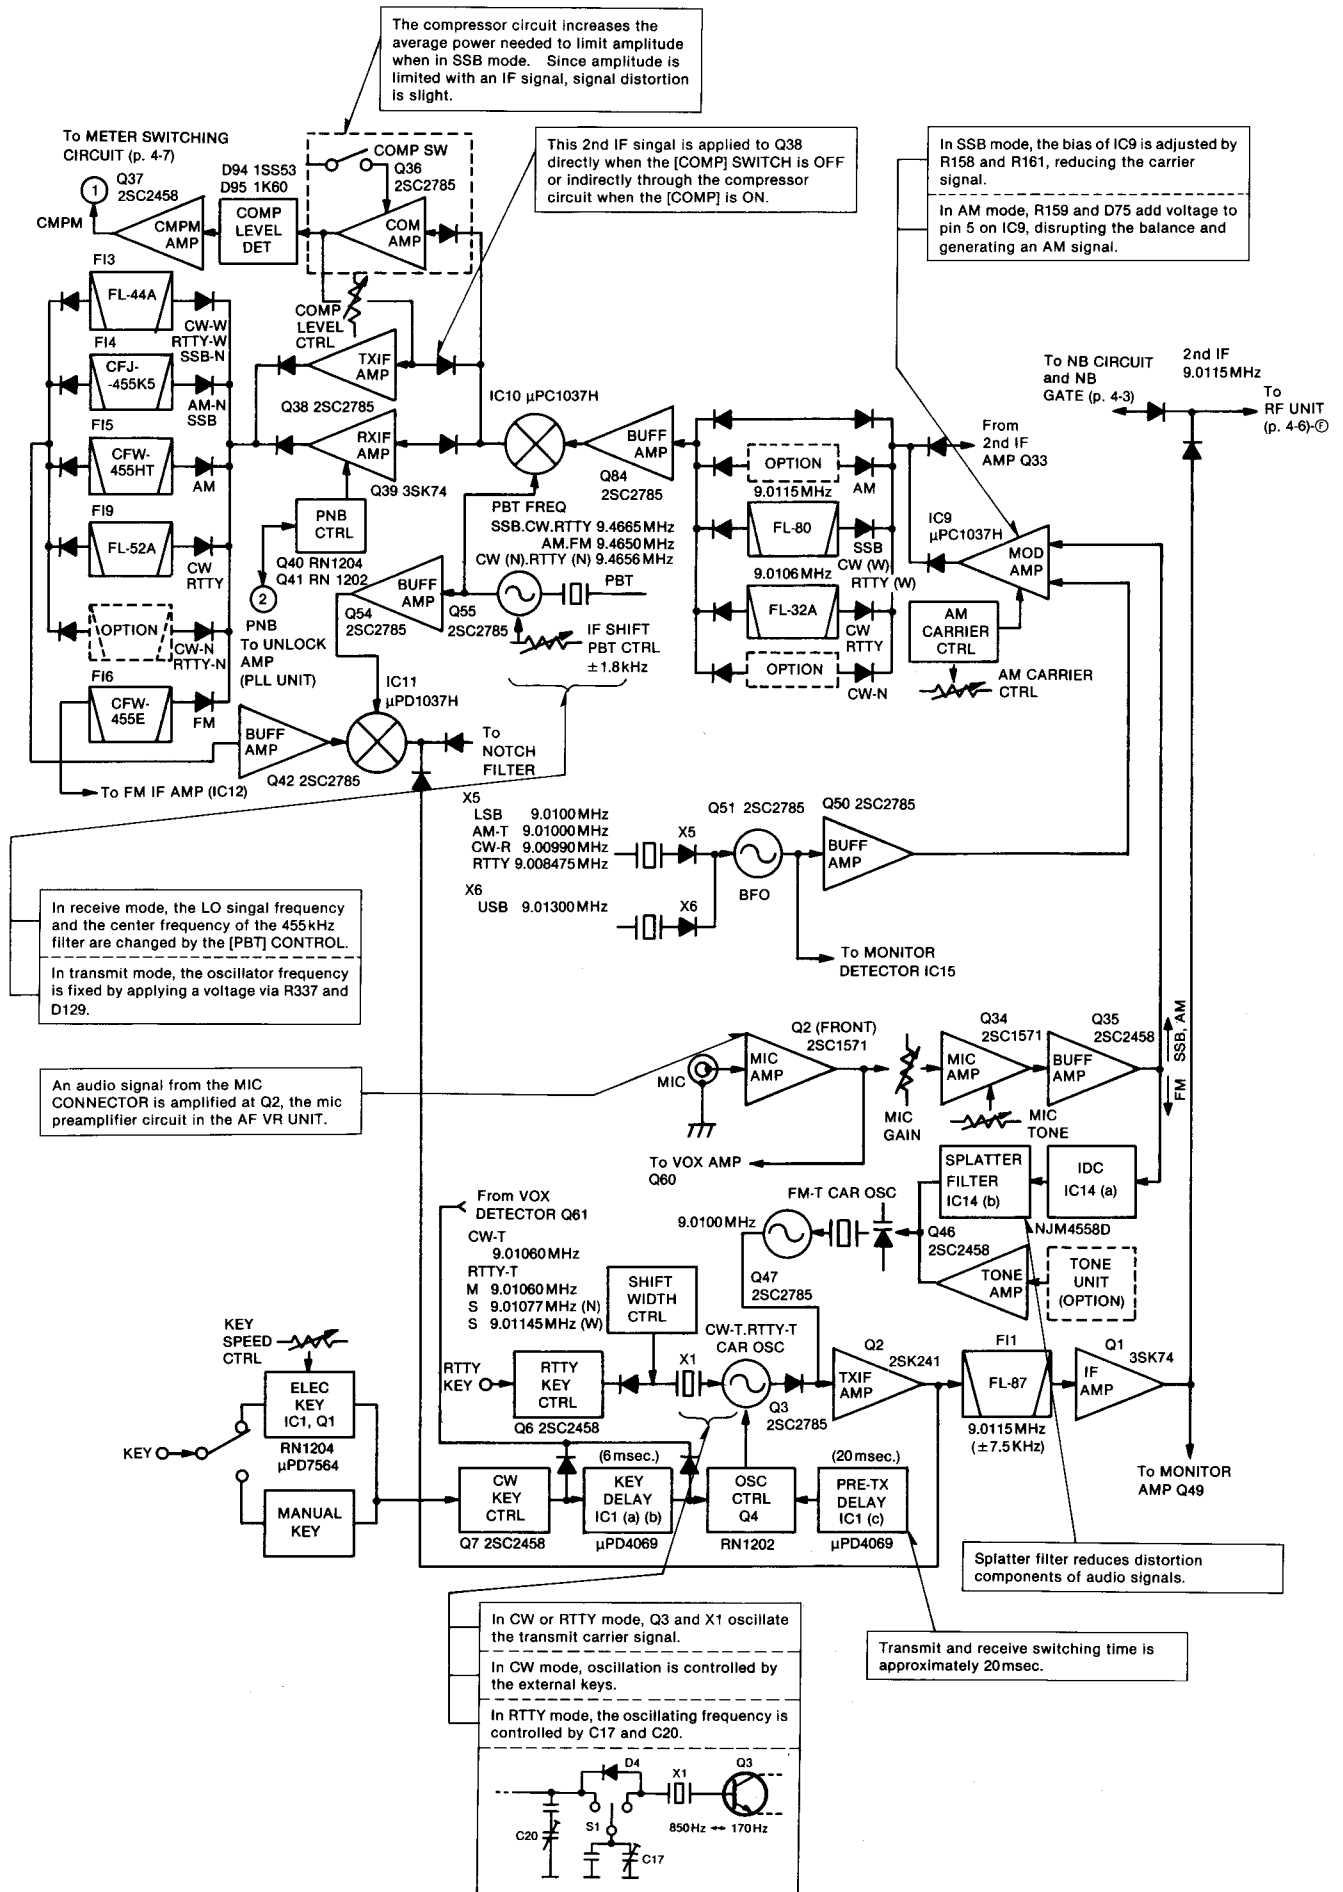 The compressor circuit increases the
average power needed to limit amplitude
when in SSB mode. Since amplitude is
limited with an IF signal, signal distortion
is slight.
To METER SWITCHING
CIRCUIT (p. 4-7)
1
Q37
2SC2458
CMPM
CMPM
AMP
D94 1SS53
D95 1K60
COMP
LEVEL
DET
COMP SW
Q36
2SC2785
COM
AMP
This 2nd IF singal is applied to Q38
directly when the [COMP] SWITCH is OFF
or indirectly through the compressor
circuit when the [COMP] is ON.
In SSB mode, the bias of IC9 is adjusted by
R158 and R161, reducing the carrier
signal.
In AM mode, R159 and D75 add voltage to
pin 5 on IC9, disrupting the balance and
generating an AM signal.
FI3
FL-44A
CW-W
RTTY-W
SSB-N
FI4
CFJ-
-455K5
AM-N
SSB
FI5
CFW-
455HT
AM
FI9
FL-52A
CW
RTTY
OPTION
CW-N
RTTY-N
FI6
CFW-
455E
FM
To FM IF AMP (IC12)
COMP
LEVEL
CTRL
TXIF
AMP
Q38 2SC2785
RXIF
AMP
Q39 3SK74
PNB
CTRL
Q40 RN1204
Q41 RN 1202
2
PNB
To UNLOCK
AMP
(PLL UNIT)
IC10 µPC1037H
BUFF
AMP
Q84
2SC2785
PBT FREQ
SSB.CW.RTTY 9.4665MHz
AM.FM 9.4650MHz
CW (N).RTTY (N) 9.4656MHz
BUFF
AMP
Q54
2SC2785
Q55
2SC2785
PBT
IF SHIFT
PBT CTRL
±1.8kHz
IC11
µPD1037H
BUFF
AMP
Q42 2SC2785
To
NOTCH
FILTER
OPTION
9.0115MHz
AM
FL-80
SSB
CW (W)
RTTY (W)
9.0106MHz
FL-32A
CW
RTTY
OPTION
CW-N
From
2nd IF
AMP Q33
To NB CIRCUIT
and NB
GATE (p. 4-3)
2nd IF
9.0115MHz
To
RF UNIT
(p. 4-6)-Ⓕ
IC9
µPC1037H
MOD
AMP
AM
CARRIER
CTRL
AM CARRIER
CTRL
X5
LSB 9.0100MHz
AM-T 9.01000MHz
CW-R 9.00990MHz
RTTY 9.008475MHz
X6
USB 9.01300MHz
X5
X6
Q51 2SC2785
BFO
Q50 2SC2785
BUFF
AMP
To MONITOR
DETECTOR IC15
In receive mode, the LO singal frequency
and the center frequency of the 455kHz
filter are changed by the [PBT] CONTROL.
In transmit mode, the oscillator frequency
is fixed by applying a voltage via R337 and
D129.
An audio signal from the MIC
CONNECTOR is amplified at Q2, the mic
preamplifier circuit in the AF VR UNIT.
MIC
MIC
AMP
Q2 (FRONT)
2SC1571
MIC
GAIN
To VOX AMP
Q60
Q34
2SC1571
MIC
AMP
MIC
TONE
Q35
2SC2458
BUFF
AMP
FM
SSB, AM
SPLATTER
FILTER
IC14 (b)
IDC
IC14 (a)
NJM4558D
FM-T CAR OSC
9.0100MHz
Q46
2SC2458
TONE
AMP
TONE
UNIT
(OPTION)
Q47
2SC2785
From VOX
DETECTOR Q61
CW-T
9.01060MHz
RTTY-T
M 9.01060MHz
S 9.01077MHz (N)
S 9.01145MHz (W)
SHIFT
WIDTH
CTRL
CW-T.RTTY-T
CAR OSC
RTTY
KEY
RTTY
KEY
CTRL
Q6 2SC2458
X1
Q3
2SC2785
Q2
2SK241
TXIF
AMP
FI1
FL-87
9.0115MHz
(±7.5KHz)
Q1
3SK74
IF
AMP
To MONITOR
AMP Q49
KEY
SPEED
CTRL
KEY
ELEC
KEY
IC1, Q1
RN1204
µPD7564
MANUAL
KEY
CW
KEY
CTRL
Q7 2SC2458
(6msec.)
KEY
DELAY
IC1 (a) (b)
µPD4069
OSC
CTRL
Q4
RN1202
(20msec.)
PRE-TX
DELAY
IC1 (c)
µPD4069
Splatter filter reduces distortion
components of audio signals.
Transmit and receive switching time is
approximately 20msec.
In CW or RTTY mode, Q3 and X1 oscillate
the transmit carrier signal.
In CW mode, oscillation is controlled by
the external keys.
In RTTY mode, the oscillating frequency is
controlled by C17 and C20.
D4
X1
Q3
C20
S1
C17
850Hz ↔ 170Hz